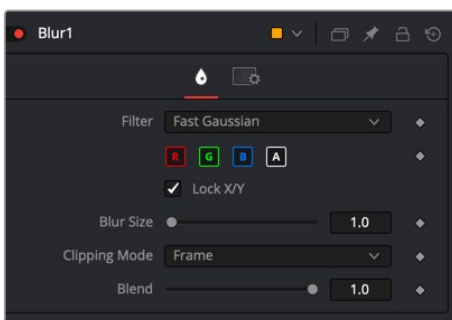 Blur1
Filter Fast Gaussian
R G B A
Lock X/Y
Blur Size 1.0
Clipping Mode Frame
Blend 1.0